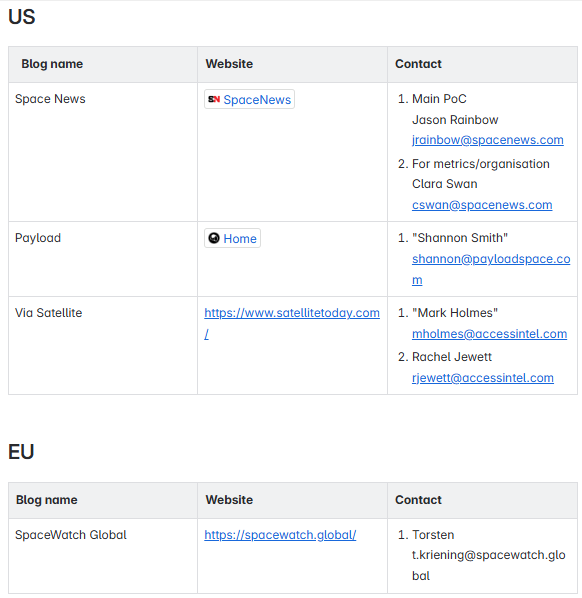 US
Blog name Website Contact
Space News
SN SpaceNews
1. Main PoC
Jason Rainbow
jrainbow@spacenews.com
2. For metrics/organisation
Clara Swan
cswan@spacenews.com
Payload
Home
1. "Shannon Smith"
shannon@payloadspace.co
m
Via Satellite
https://www.satellitetoday.com
/
1. "Mark Holmes"
mholmes@accessintel.com
2. Rachel Jewett
rjewett@accessintel.com
EU
Blog name Website Contact
SpaceWatch Global
https://spacewatch.global/
1. Torsten
t.kriening@spacewatch.glo
bal